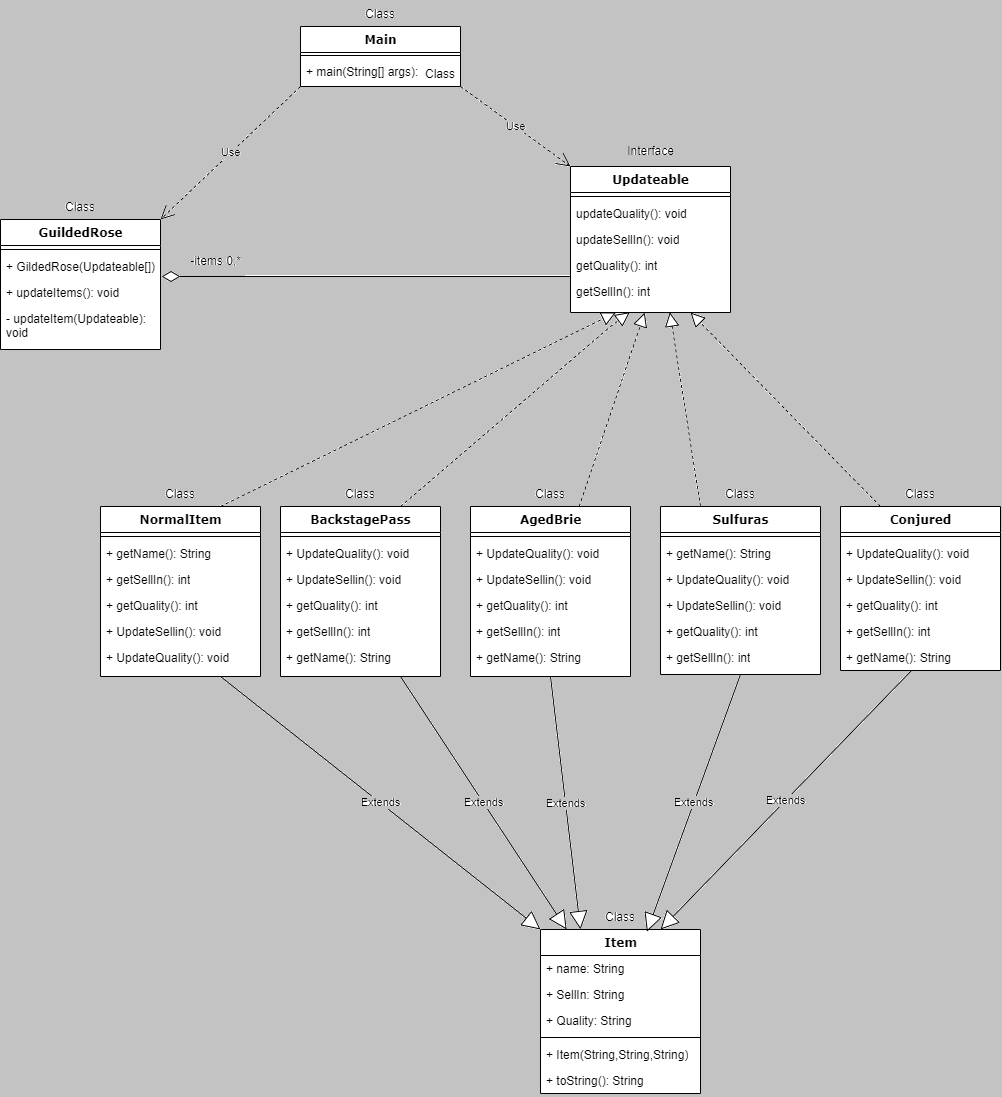 Class
Main
+ main(String[] args): Class
Use
Use
Interface
Updateable
updateQuality(): void
updateSellIn(): void
getQuality(): int
getSellIn(): int
Class
GuildedRose
+ GildedRose(Updateable[])
+ updateItems(): void
- updateItem(Updateable):
void
-items 0,*
Class
NormalItem
+ getName(): String
+ getSellIn(): int
+ getQuality(): int
+ UpdateSellin(): void
+ UpdateQuality(): void
Class
BackstagePass
+ UpdateQuality(): void
+ UpdateSellin(): void
+ getQuality(): int
+ getSellIn(): int
+ getName(): String
Class
AgedBrie
+ UpdateQuality(): void
+ UpdateSellin(): void
+ getQuality(): int
+ getSellIn(): int
+ getName(): String
Class
Sulfuras
+ getName(): String
+ UpdateQuality(): void
+ UpdateSellin(): void
+ getQuality(): int
+ getSellIn(): int
Class
Conjured
+ UpdateQuality(): void
+ UpdateSellin(): void
+ getQuality(): int
+ getSellIn(): int
+ getName(): String
Extends
Extends
Extends
Extends
Extends
Class
Item
+ name: String
+ SellIn: String
+ Quality: String
+ Item(String,String,String)
+ toString(): String